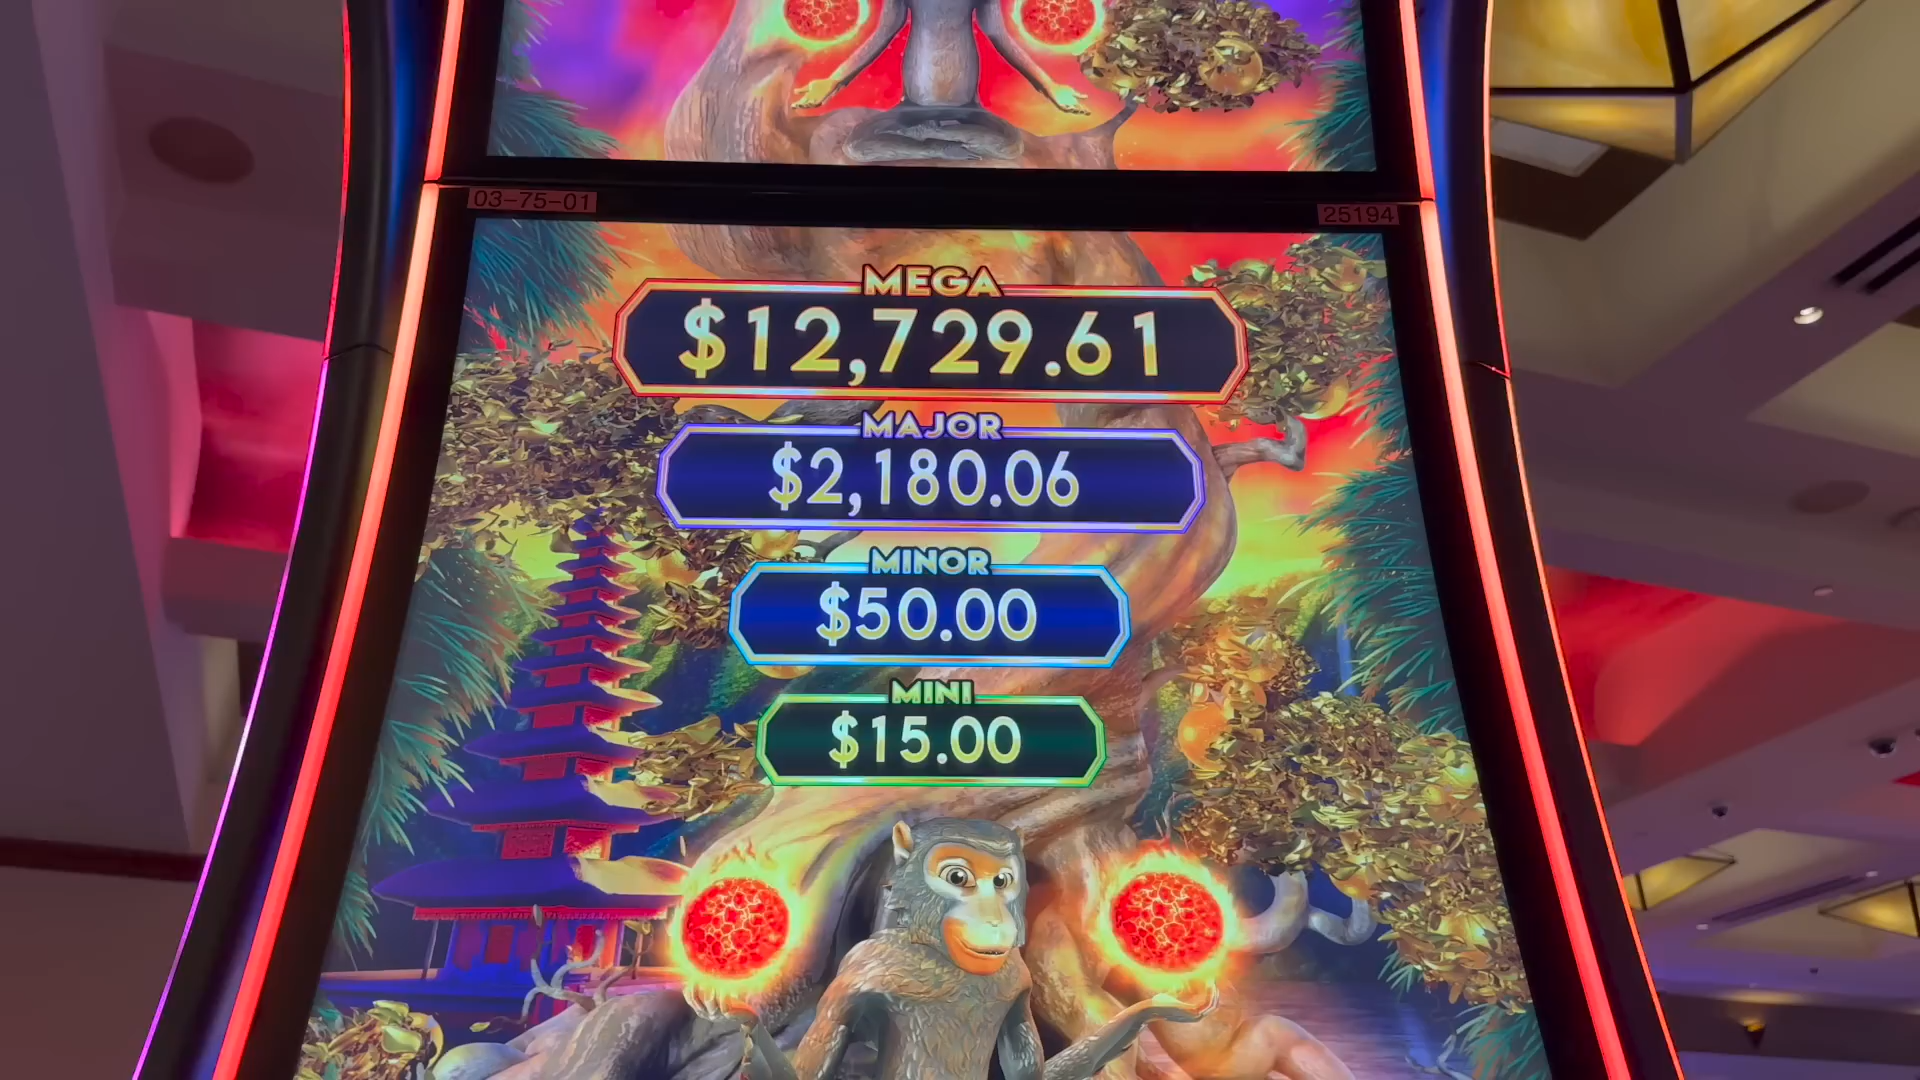 03-75-01
25194
MEGA
$12,729.61
MAJOR
$2,180.06
MINOR
$50.00
MINI
$15.00